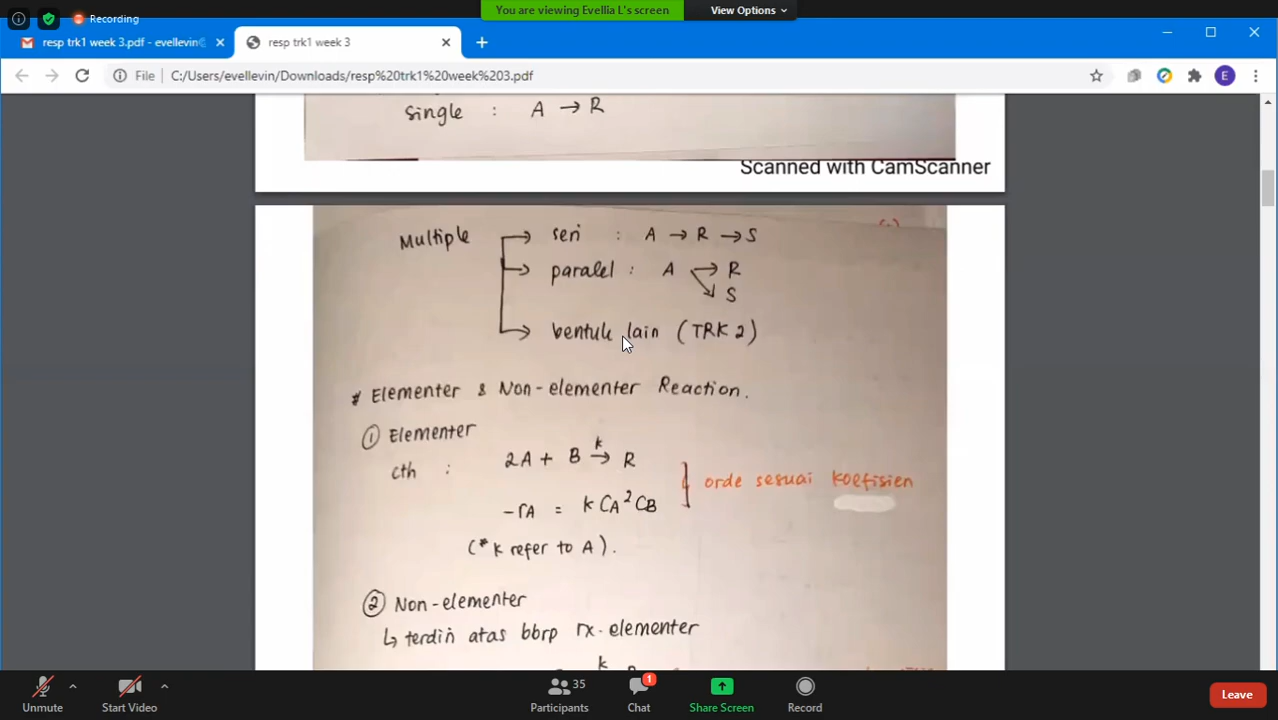 Recording
You are viewing Evellia L's screen
View Options
resp trk1 week 3.pdf - evellevin@
resp trk1 week 3
File
C:/Users/evellevin/Downloads/resp%20trk1%20week%203.pdf
E
Single : A → R
Scanned with CamScanner
Multiple
seri : A → R → S
paralel : A → R
S
bentuk lain (TRK 2)
* Elementer & Non-elementer Reaction.
① Elementer
cth : 2A + B k→ R
-rA = k CA² CB
orde sesuai koefisien
(* k refer to A).
② Non-elementer
↳ terdiri atas bbrp rx. elementer
k
Unmute
Start Video
35
Participants
1
Chat
Share Screen
Record
Leave